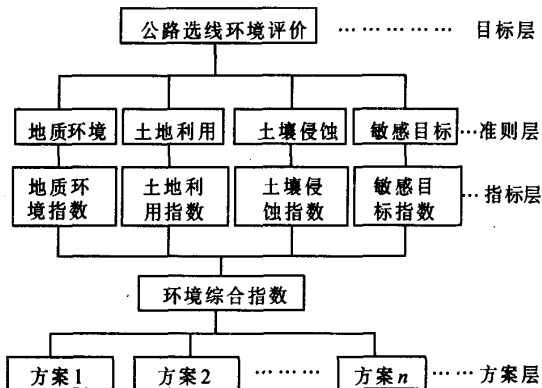 公路选线环境评价 ……………… 目标层
地质环境 土地利用 土壤侵蚀 敏感目标 …准则层
地质环 土地利 土壤侵 敏感目
境指数 用指数 蚀指数 标指数 …指标层
环境综合指数
方案1 方案2 ……… 方案n ……方案层